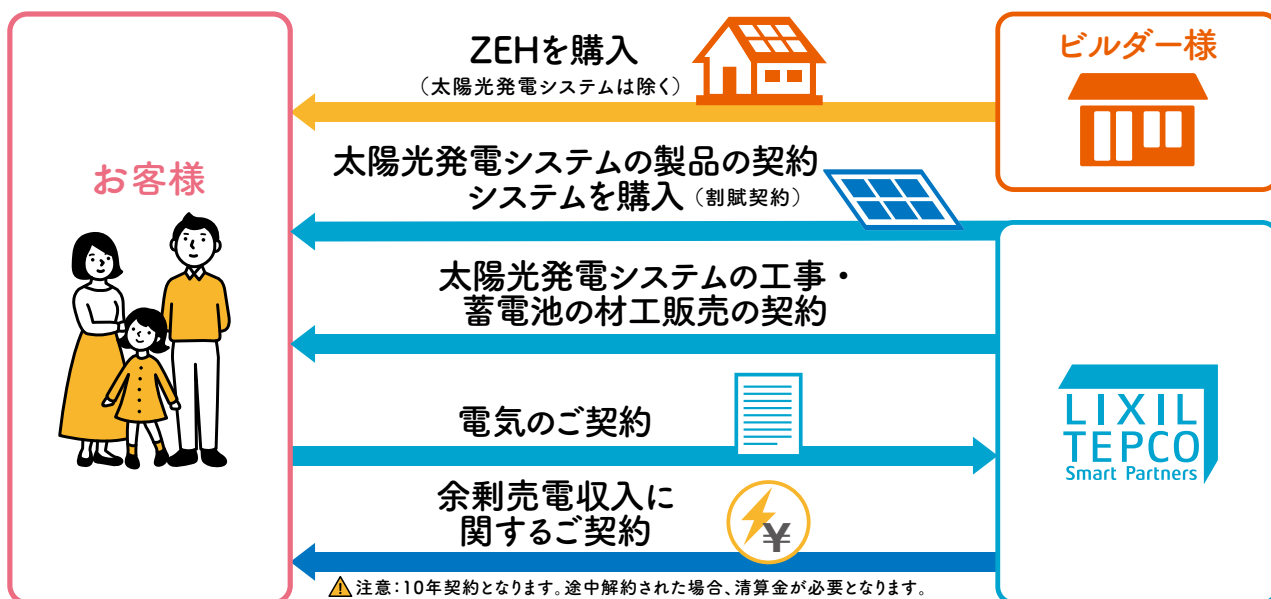 お客様
ZEHを購入
（太陽光発電システムは除く）
ビルダー様
太陽光発電システムの製品の契約
システムを購入（割賦契約）
太陽光発電システムの工事・
蓄電池の材工販売の契約
電気のご契約
余剰売電収入に
関するご契約
¥
注意：10年契約となります。途中解約された場合、清算金が必要となります。
LIXIL
TEPCO
Smart Partners